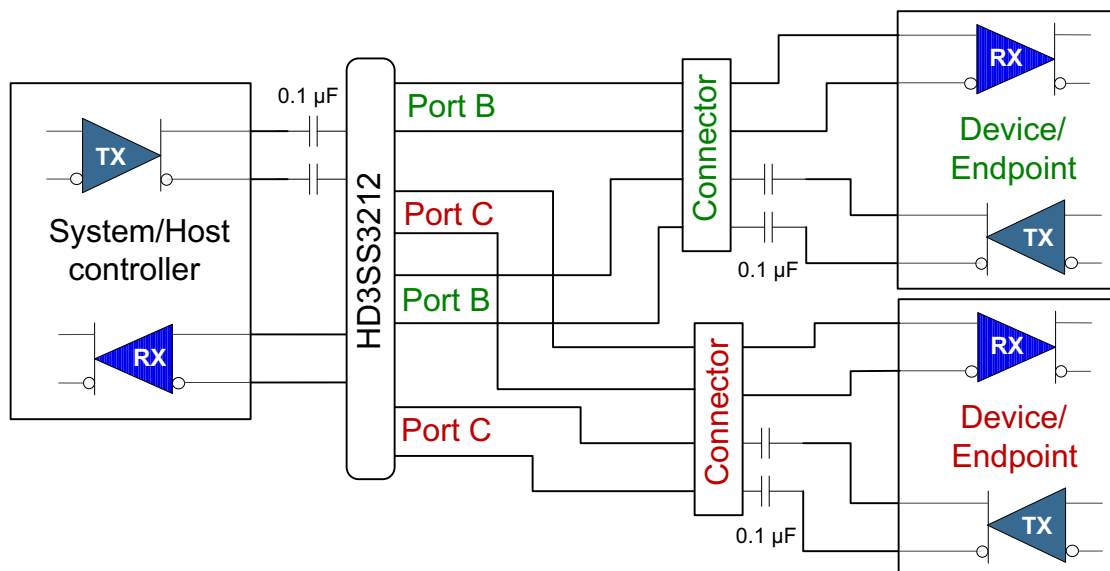 TX
System/Host
controller
RX
0.1 µF
HD3SS3212
Port B
Port C
Port B
Port C
Connector
0.1 µF
Connector
0.1 µF
RX
Device/
Endpoint
TX
RX
Device/
Endpoint
TX